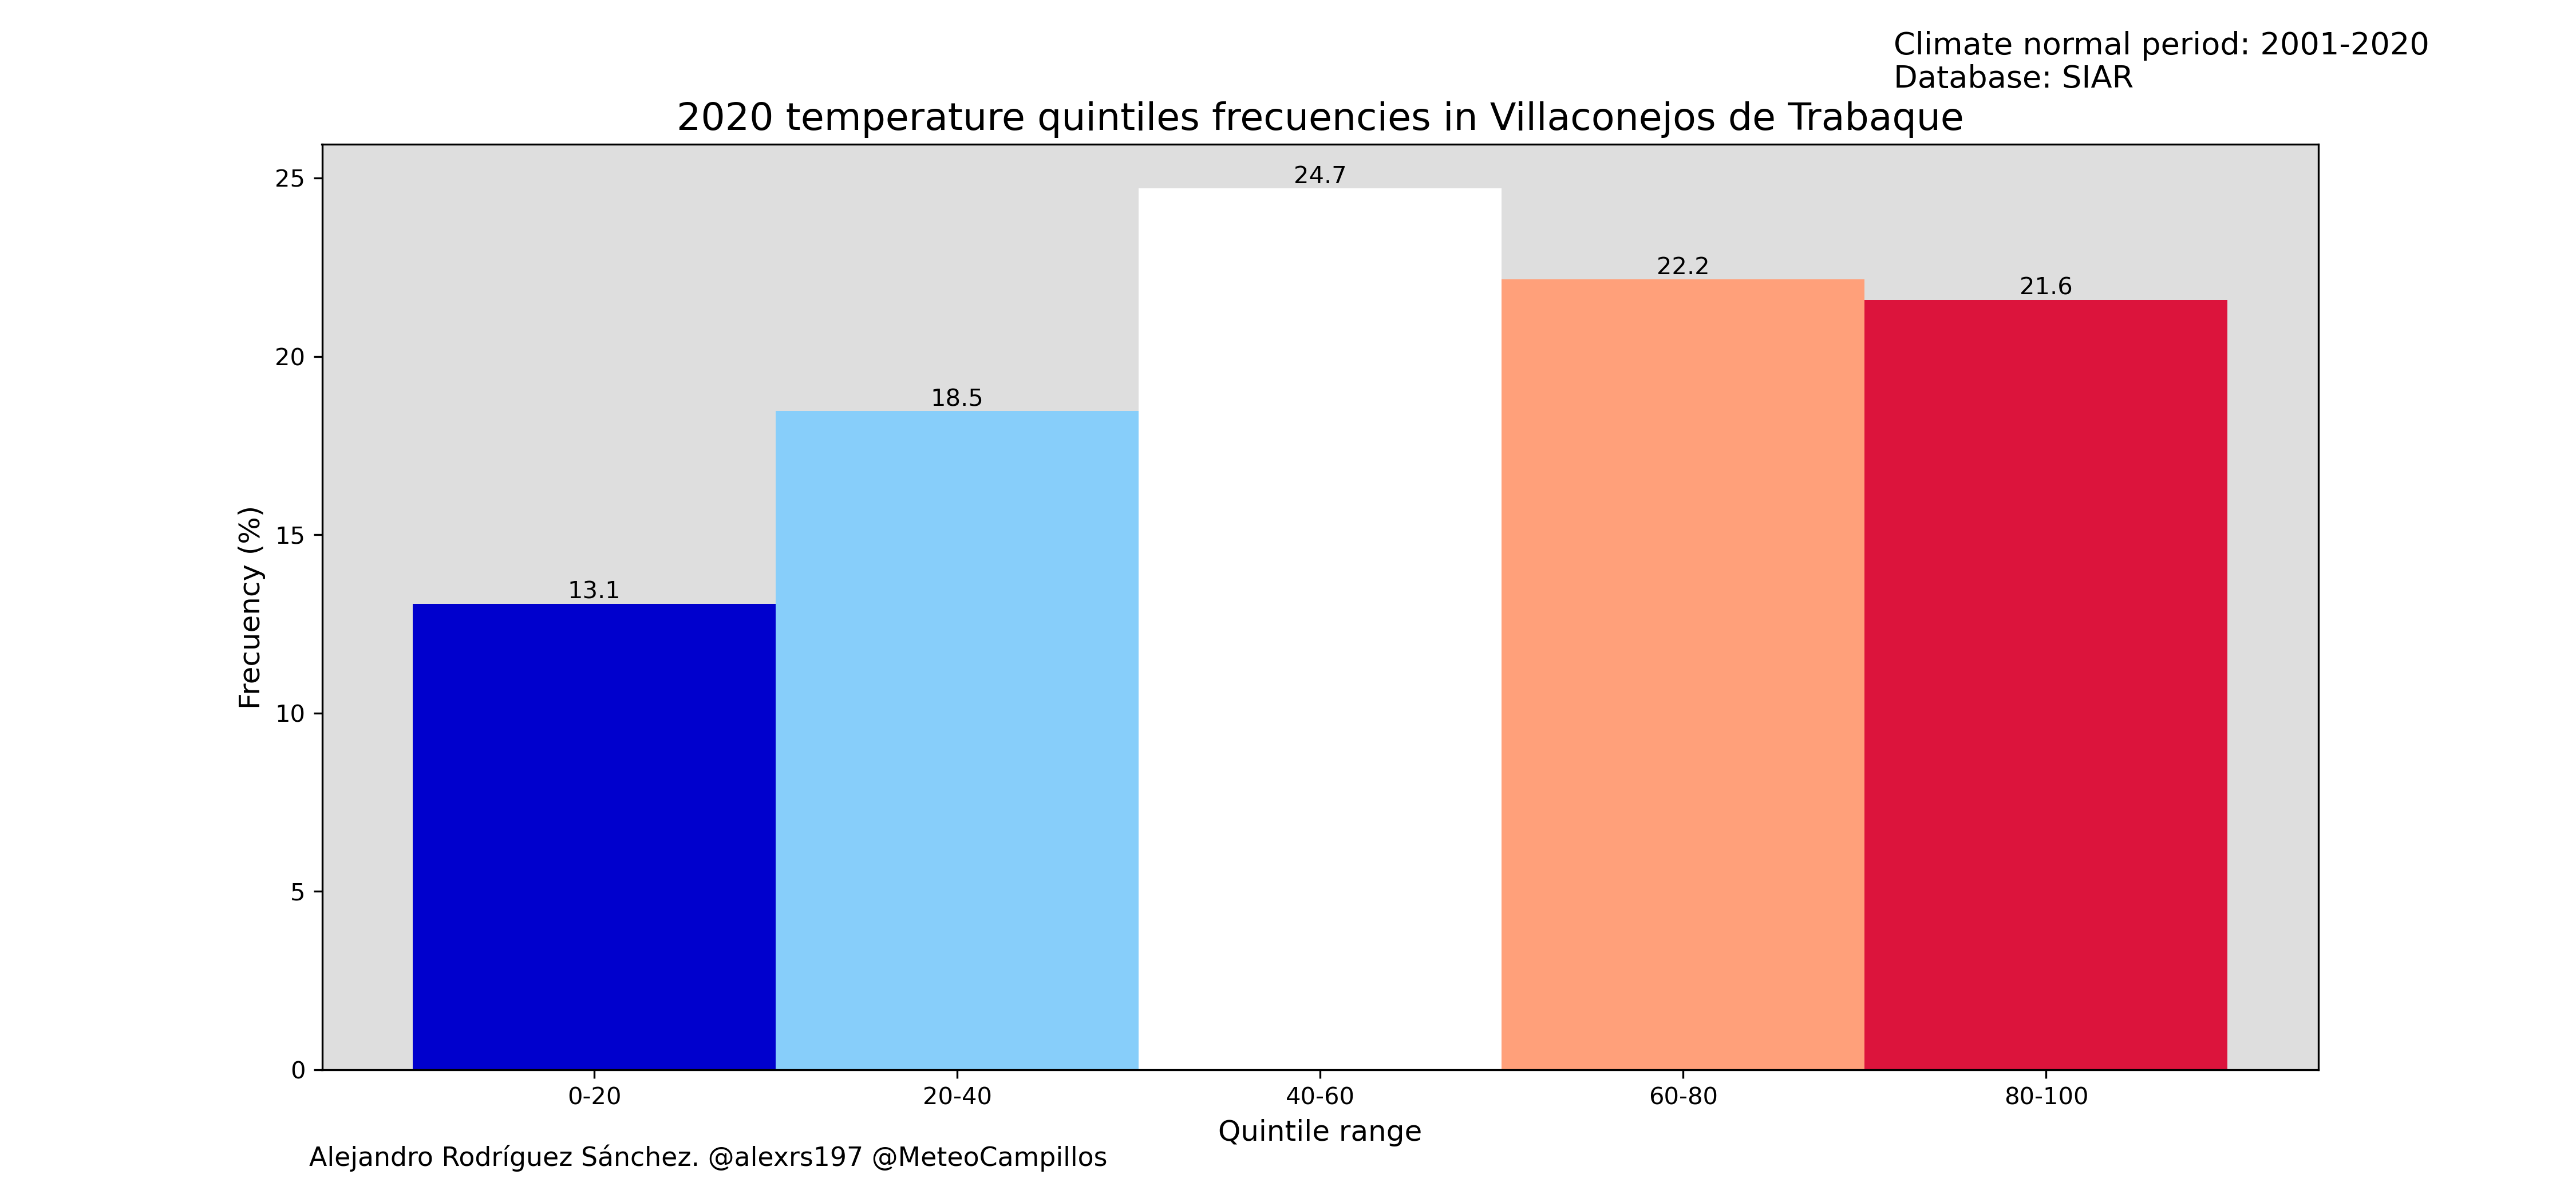 Climate normal period: 2001-2020
Database: SIAR
2020 temperature quintiles frecuencies in Villaconejos de Trabaque
Frecuency (%)
25
20
15
10
5
0
13.1
18.5
24.7
22.2
21.6
0-20
20-40
40-60
60-80
80-100
Quintile range
Alejandro Rodríguez Sánchez. @alexrs197 @MeteoCampillos